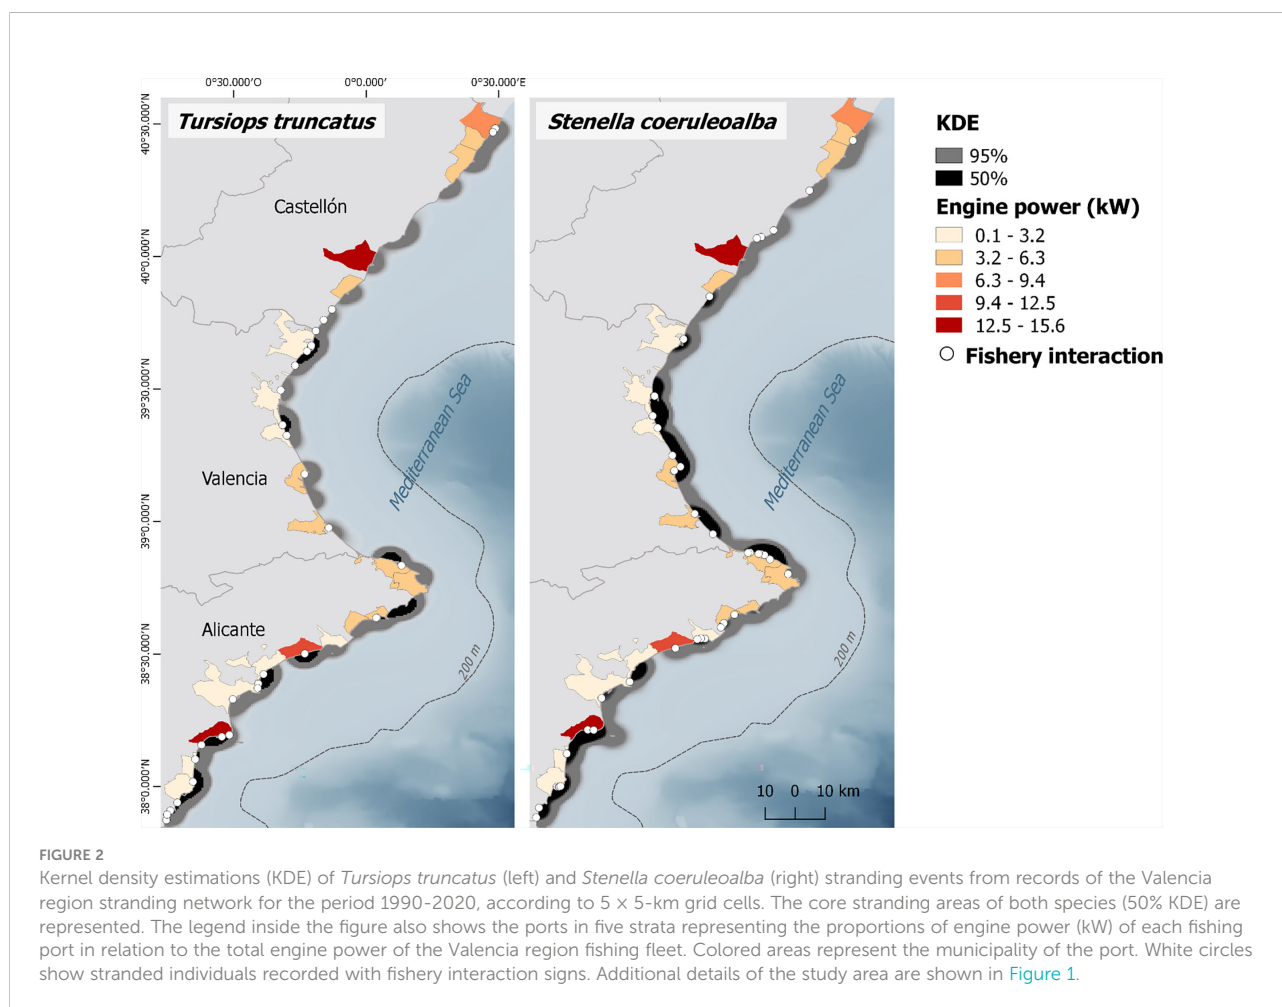 0°30.000'O 0°0.000' 0°30.000'E
40°30.000'N
40°0.000'N
39°30.000'N
39°0.000'N
38°30.000'N
38°0.000'N
Tursiops truncatus
Castellón
Valencia
Alicante
Mediterranean Sea
200 m
Stenella coeruleoalba
Mediterranean Sea
200 m
10 0 10 km
KDE
95%
50%
Engine power (kW)
0.1 - 3.2
3.2 - 6.3
6.3 - 9.4
9.4 - 12.5
12.5 - 15.6
Fishery interaction
FIGURE 2
Kernel density estimations (KDE) of Tursiops truncatus (left) and Stenella coeruleoalba (right) stranding events from records of the Valencia
region stranding network for the period 1990-2020, according to 5 × 5-km grid cells. The core stranding areas of both species (50% KDE) are
represented. The legend inside the figure also shows the ports in five strata representing the proportions of engine power (kW) of each fishing
port in relation to the total engine power of the Valencia region fishing fleet. Colored areas represent the municipality of the port. White circles
show stranded individuals recorded with fishery interaction signs. Additional details of the study area are shown in Figure 1.